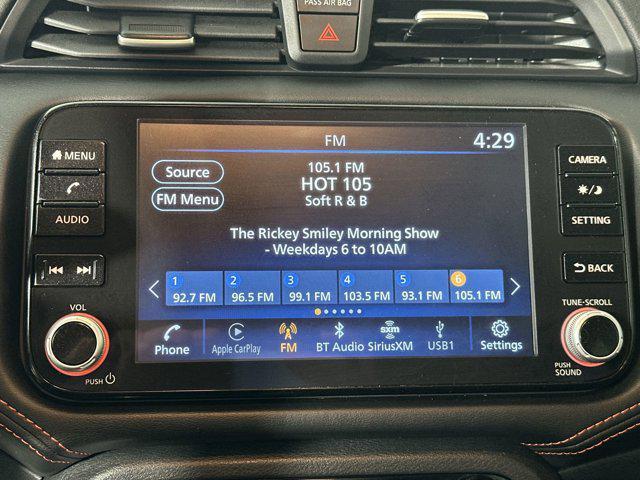 PASS AIR BAG
FM
4:29
MENU
AUDIO
VOL
PUSH
Source
FM Menu
105.1 FM
HOT 105
Soft R & B
The Rickey Smiley Morning Show
- Weekdays 6 to 10AM
1 2 3 4 5 6
92.7 FM 96.5 FM 99.1 FM 103.5 FM 93.1 FM 105.1 FM
Phone Apple CarPlay FM BT Audio SiriusXM USB1 Settings
sxm
CAMERA
SETTING
BACK
TUNE·SCROLL
PUSH
SOUND